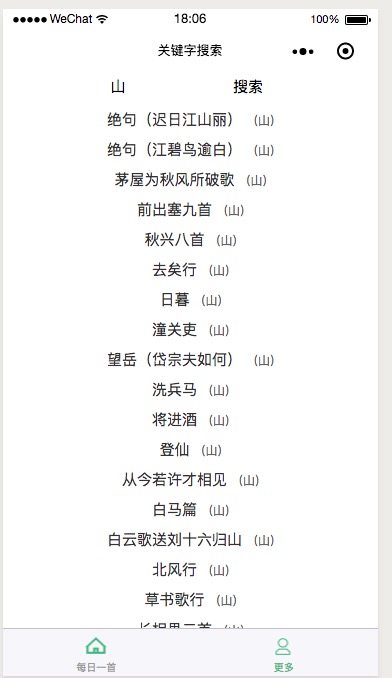 WeChat 18:06 100%
关键字搜索
山 搜索
绝句（迟日江山丽） （山）
绝句（江碧鸟逾白） （山）
茅屋为秋风所破歌 （山）
前出塞九首 （山）
秋兴八首 （山）
去矣行 （山）
日暮 （山）
潼关吏 （山）
望岳（岱宗夫如何） （山）
洗兵马 （山）
将进酒 （山）
登仙 （山）
从今若许才相见 （山）
白马篇 （山）
白云歌送刘十六归山 （山）
北风行 （山）
草书歌行 （山）
长相思三首 （山）
每日一首 更多